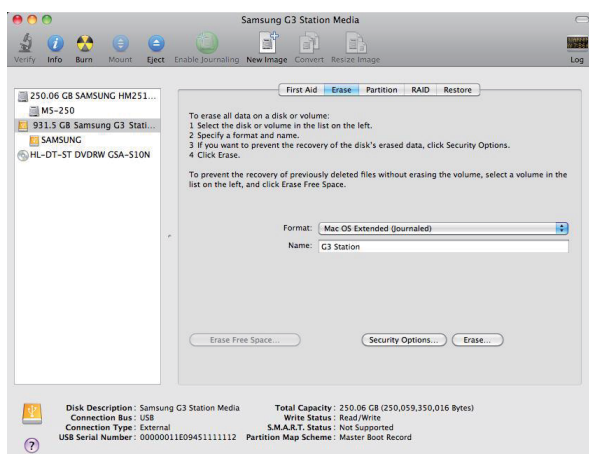 Samsung G3 Station Media
Verify Info Burn Mount Eject Enable Journaling New Image Convert Resize Image Log
250.06 GB SAMSUNG HM251...
MS-250
931.5 GB Samsung G3 Stati...
SAMSUNG
HL-DT-ST DVDRW GSA-S10N
First Aid Erase Partition RAID Restore
To erase all data on a disk or volume:
1 Select the disk or volume in the list on the left.
2 Specify a format and name.
3 If you want to prevent the recovery of the disk's erased data, click Security Options.
4 Click Erase.
To prevent the recovery of previously deleted files without erasing the volume, select a volume in the
list on the left, and click Erase Free Space.
Format: Mac OS Extended (Journaled)
Name: G3 Station
Erase Free Space... Security Options... Erase...
Disk Description : Samsung G3 Station Media Total Capacity : 250.06 GB (250,059,350,016 Bytes)
Connection Bus : USB Write Status : Read/Write
Connection Type : External S.M.A.R.T. Status : Not Supported
USB Serial Number : 00000011E09451111112 Partition Map Scheme : Master Boot Record
?